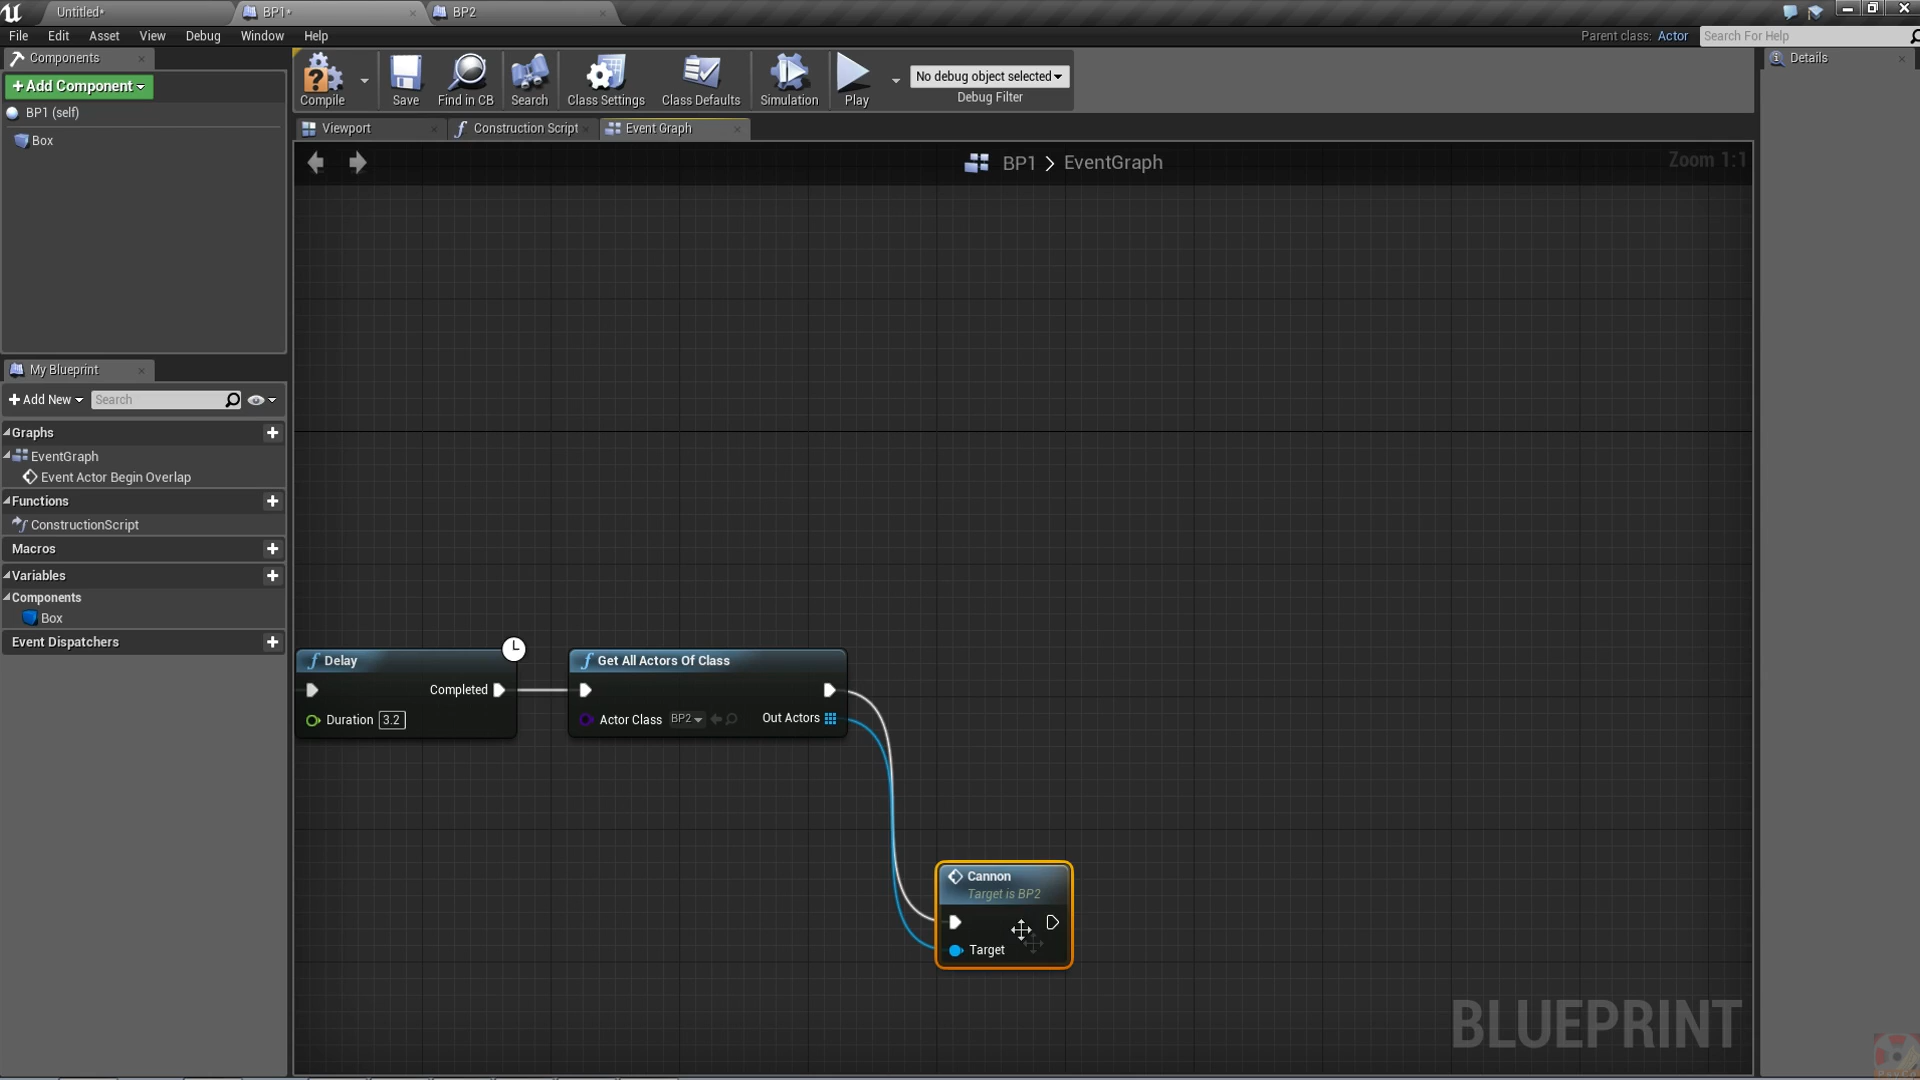 Untitled*
BP1*
BP2
File Edit Asset View Debug Window Help
Parent class: Actor
Search For Help
Components
+Add Component
BP1 (self)
Box
Compile
Save
Find in CB
Search
Class Settings
Class Defaults
Simulation
Play
No debug object selected
Debug Filter
Details
Viewport
Construction Script
Event Graph
BP1 > EventGraph
Zoom 1:1
My Blueprint
+Add New
Search
Graphs
EventGraph
Event Actor Begin Overlap
Functions
ConstructionScript
Macros
Variables
Components
Box
Event Dispatchers
Delay
Completed
Duration 3.2
Get All Actors Of Class
Actor Class BP2
Out Actors
Cannon
Target is BP2
Target
BLUEPRINT